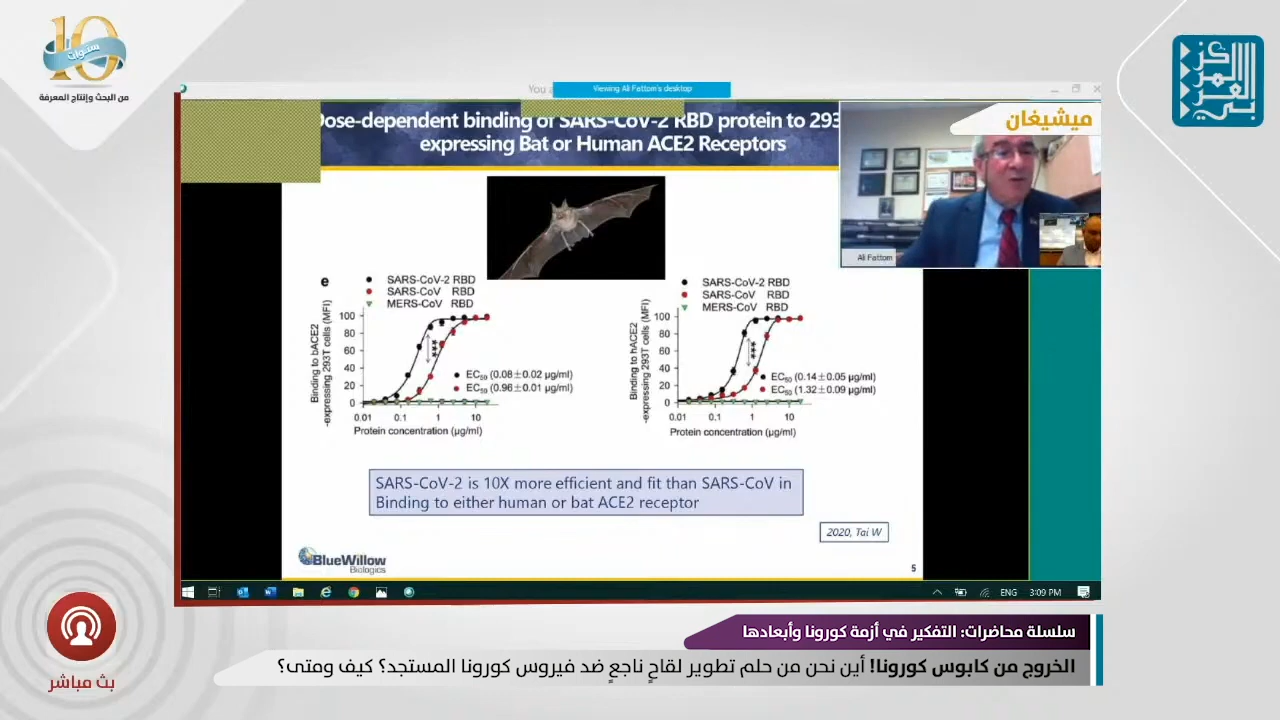 10
سنوات
من البحث وإنتاج المعرفة
المركز العربي
You a
Viewing Ali Fattom's desktop
Dose-dependent binding of SARS-CoV-2 RBD protein to 293
expressing Bat or Human ACE2 Receptors
ميشيغان
Ali Fattom
e
SARS-CoV-2 RBD
SARS-CoV RBD
MERS-CoV RBD
Binding to bACE2
-expressing 293T cells (MFI)
100
80
60
40
20
0
***
EC50 (0.08±0.02 µg/ml)
EC50 (0.96±0.01 µg/ml)
0.01 0.1 1 10
Protein concentration (µg/ml)
SARS-CoV-2 RBD
SARS-CoV RBD
MERS-CoV RBD
Binding to hACE2
-expressing 293T cells (MFI)
100
80
60
40
20
0
***
EC50 (0.14±0.05 µg/ml)
EC50 (1.32±0.09 µg/ml)
0.01 0.1 1 10
Protein concentration (µg/ml)
SARS-CoV-2 is 10X more efficient and fit than SARS-CoV in
Binding to either human or bat ACE2 receptor
2020, Tai W
BlueWillow
Biologics
5
ENG 3:09 PM
سلسلة محاضرات: التفكير في أزمة كورونا وأبعادها
الخروج من كابوس كورونا! أين نحن من حلم تطوير لقاحٍ ناجعٍ ضد فيروس كورونا المستجد؟ كيف ومتى؟
بث مباشر